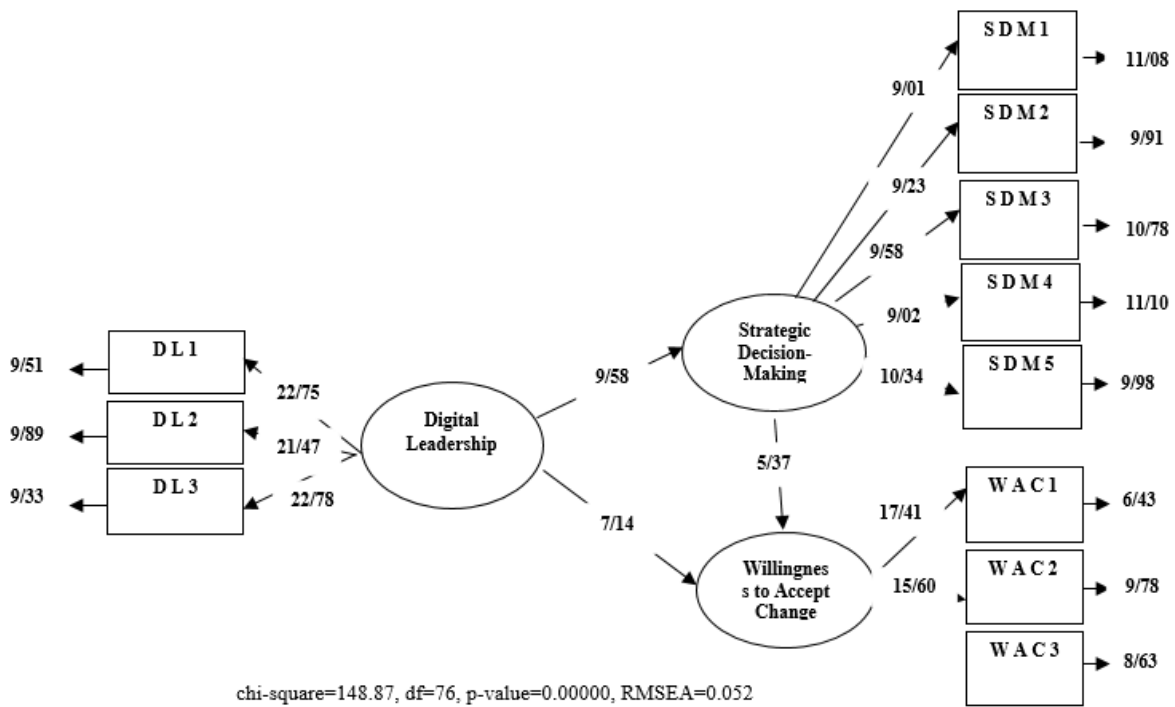 S D M 1
11/08
9/01
S D M 2
9/91
9/23
S D M 3
10/78
9/58
S D M 4
11/10
9/02
Strategic
Decision-
Making
S D M 5
9/98
10/34
D L 1
9/51
22/75
9/58
Digital
Leadership
D L 2
9/89
21/47
D L 3
9/33
22/78
5/37
7/14
W A C 1
6/43
17/41
Willingnes
s to Accept
Change
W A C 2
9/78
15/60
W A C 3
8/63
chi-square=148.87, df=76, p-value=0.00000, RMSEA=0.052